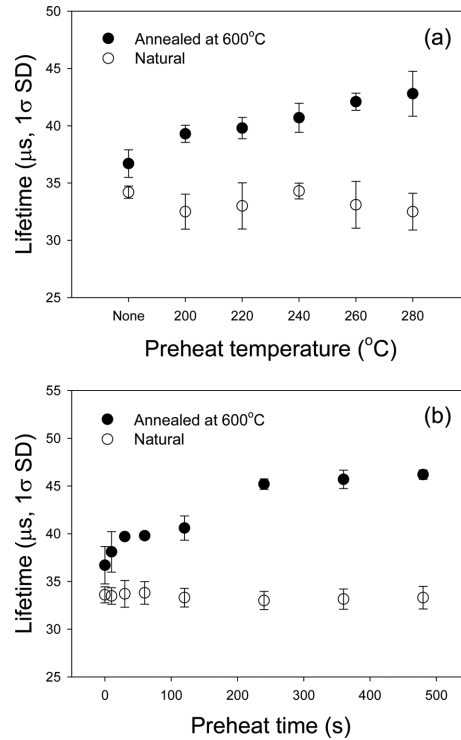 45
(a)
Annealed at 600°C
Natural
40
35
30
25
Lifetime (μs, 1σ SD)
None 200 220 240 260 280
Preheat temperature (°C)
55
(b)
Annealed at 600°C
Natural
50
45
40
35
30
25
Lifetime (μs, 1σ SD)
0 100 200 300 400 500
Preheat time (s)